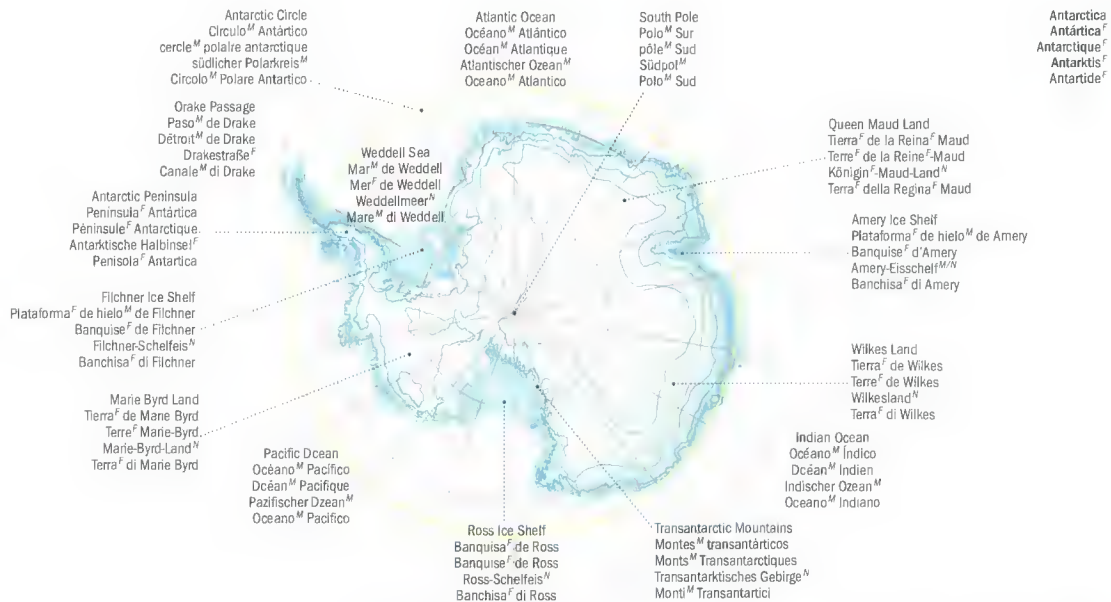 Antarctic Circle
Círculo^M Antártico
cercle^M polaire antarctique
südlicher Polarkreis^M
Circolo^M Polare Antartico
Atlantic Ocean
Océano^M Atlántico
Océan^M Atlantique
Atlantischer Ozean^M
Oceano^M Atlantico
South Pole
Polo^M Sur
pôle^M Sud
Südpol^M
Polo^M Sud
Antarctica
Antártica^F
Antarctique^F
Antarktis^F
Antartide^F
Orake Passage
Paso^M de Drake
Détroit^M de Drake
Drakestraße^F
Canale^M di Drake
Weddell Sea
Mar^M de Weddell
Mer^F de Weddell
Weddellmeer^N
Mare^M di Weddell
Queen Maud Land
Tierra^F de la Reina^F Maud
Terre^F de la Reine^F-Maud
Königin^F-Maud-Land^N
Terra^F della Regina^F Maud
Antarctic Peninsula
Península^F Antártica
Péninsule^F Antarctique
Antarktische Halbinsel^F
Penisola^F Antartica
Amery Ice Shelf
Plataforma^F de hielo^M de Amery
Banquise^F d'Amery
Amery-Eisschelf^M/N
Banchisa^F di Amery
Filchner Ice Shelf
Plataforma^F de hielo^M de Filchner
Banquise^F de Filchner
Filchner-Schelfeis^N
Banchisa^F di Filchner
Wilkes Land
Tierra^F de Wilkes
Terre^F de Wilkes
Wilkesland^N
Terra^F di Wilkes
Marie Byrd Land
Tierra^F de Marie Byrd
Terre^F Marie-Byrd
Marie-Byrd-Land^N
Terra^F di Marie Byrd
Pacific Dcean
Océano^M Pacífico
Dcéan^M Pacifique
Pazifischer Dzean^M
Oceano^M Pacifico
Indian Ocean
Océano^M Índico
Dcéan^M Indien
Indischer Ozean^M
Oceano^M Indiano
Ross Ice Shelf
Banquisa^F de Ross
Banquise^F de Ross
Ross-Schelfeis^N
Banchisa^F di Ross
Transantarctic Mountains
Montes^M transantárticos
Monts^M Transantarctiques
Transantarktisches Gebirge^N
Monti^M Transantartici